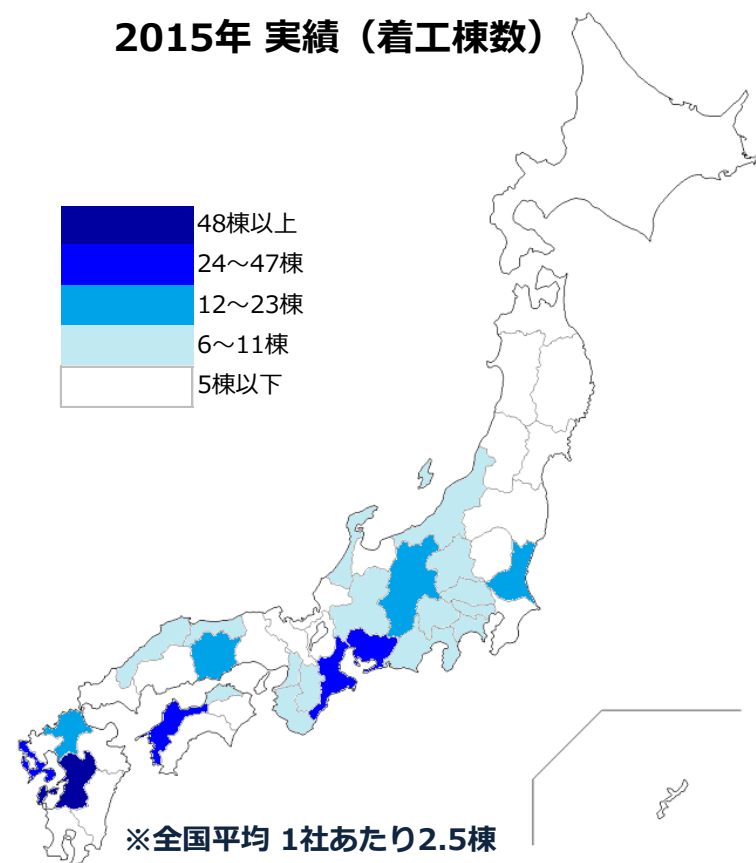 2015年 実績（着工棟数）
48棟以上
24～47棟
12～23棟
6～11棟
5棟以下
※全国平均 1社あたり2.5棟